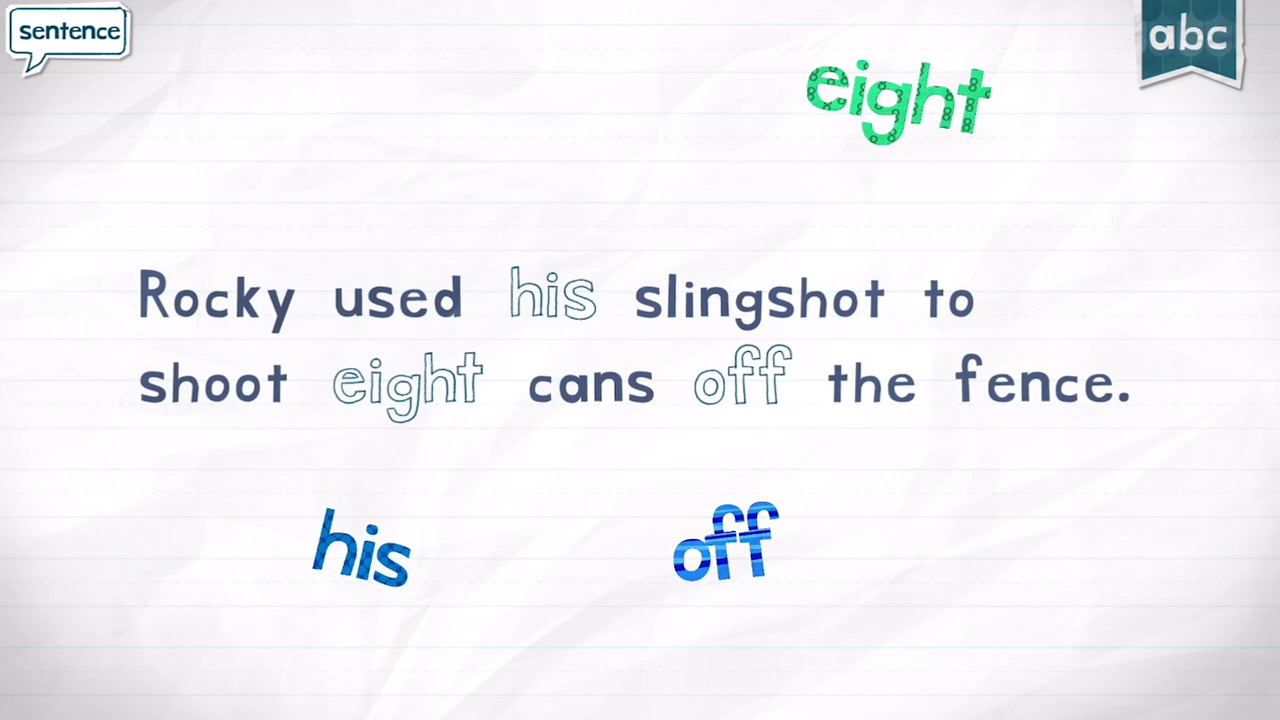 sentence
abc
eight
Rocky used his slingshot to
shoot eight cans off the fence.
his
off